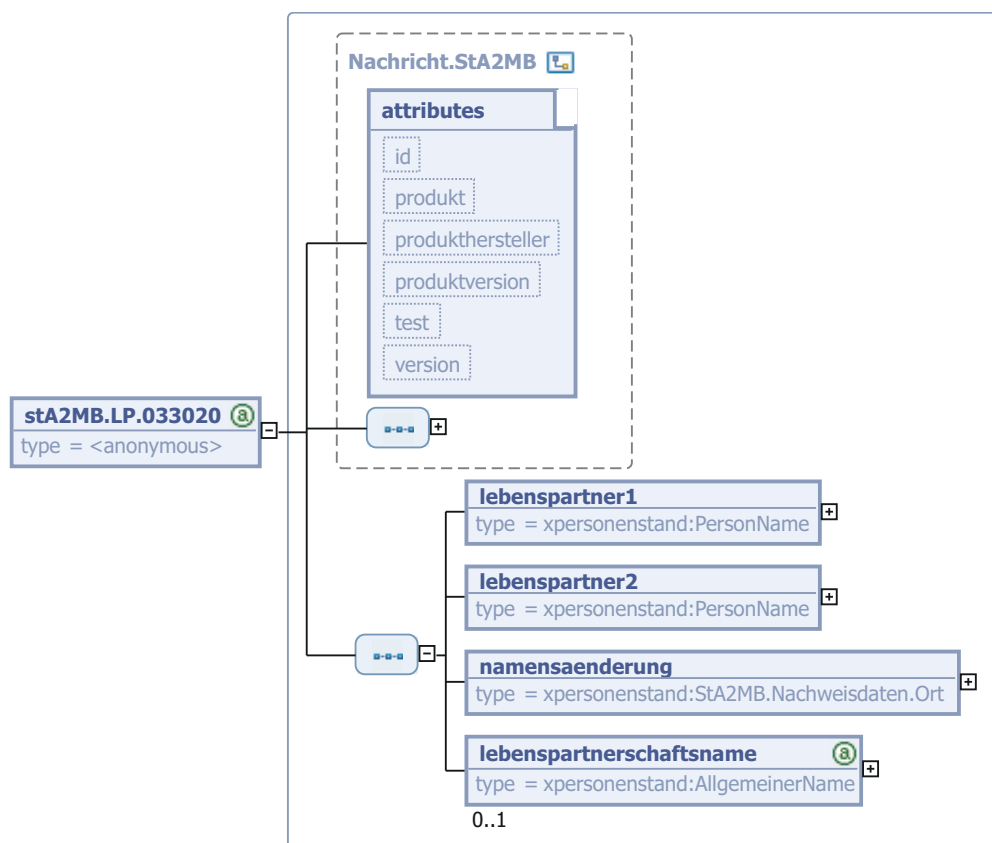 Nachricht.StA2MB
attributes
id
produkt
produkthersteller
produktversion
test
version
stA2MB.LP.033020 a
type = <anonymous>
lebenspartner1
type = xpersonenstand:PersonName
lebenspartner2
type = xpersonenstand:PersonName
namensaenderung
type = xpersonenstand:StA2MB.Nachweisdaten.Ort
lebenspartnerschaftsname a
type = xpersonenstand:AllgemeinerName
0..1